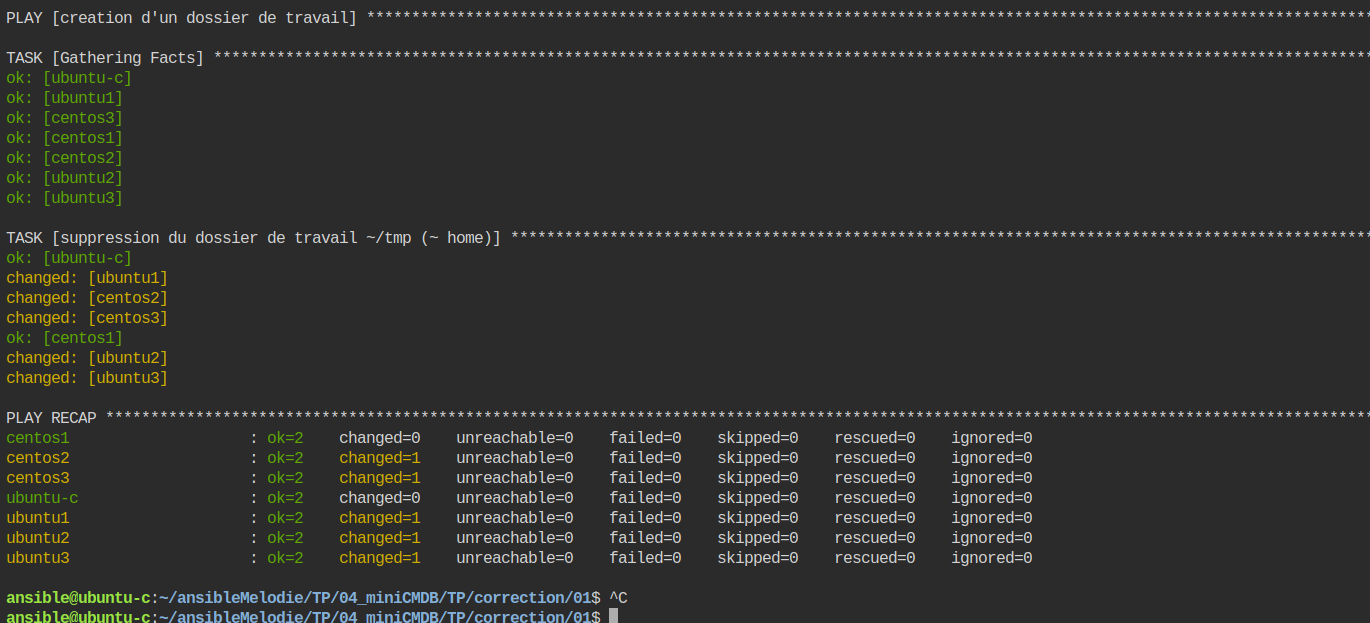 PLAY [creation d'un dossier de travail] ****************************************************************************************************************
TASK [Gathering Facts] *********************************************************************************************************************************
ok: [ubuntu-c]
ok: [ubuntu1]
ok: [centos3]
ok: [centos1]
ok: [centos2]
ok: [ubuntu2]
ok: [ubuntu3]
TASK [suppression du dossier de travail ~/tmp (~ home)] ************************************************************************************************
ok: [ubuntu-c]
changed: [ubuntu1]
changed: [centos2]
changed: [centos3]
ok: [centos1]
changed: [ubuntu2]
changed: [ubuntu3]
PLAY RECAP *********************************************************************************************************************************************
centos1 : ok=2 changed=0 unreachable=0 failed=0 skipped=0 rescued=0 ignored=0
centos2 : ok=2 changed=1 unreachable=0 failed=0 skipped=0 rescued=0 ignored=0
centos3 : ok=2 changed=1 unreachable=0 failed=0 skipped=0 rescued=0 ignored=0
ubuntu-c : ok=2 changed=0 unreachable=0 failed=0 skipped=0 rescued=0 ignored=0
ubuntu1 : ok=2 changed=1 unreachable=0 failed=0 skipped=0 rescued=0 ignored=0
ubuntu2 : ok=2 changed=1 unreachable=0 failed=0 skipped=0 rescued=0 ignored=0
ubuntu3 : ok=2 changed=1 unreachable=0 failed=0 skipped=0 rescued=0 ignored=0
ansible@ubuntu-c:~/ansibleMelodie/TP/04_miniCMDB/TP/correction/01$ ^C
ansible@ubuntu-c:~/ansibleMelodie/TP/04_miniCMDB/TP/correction/01$